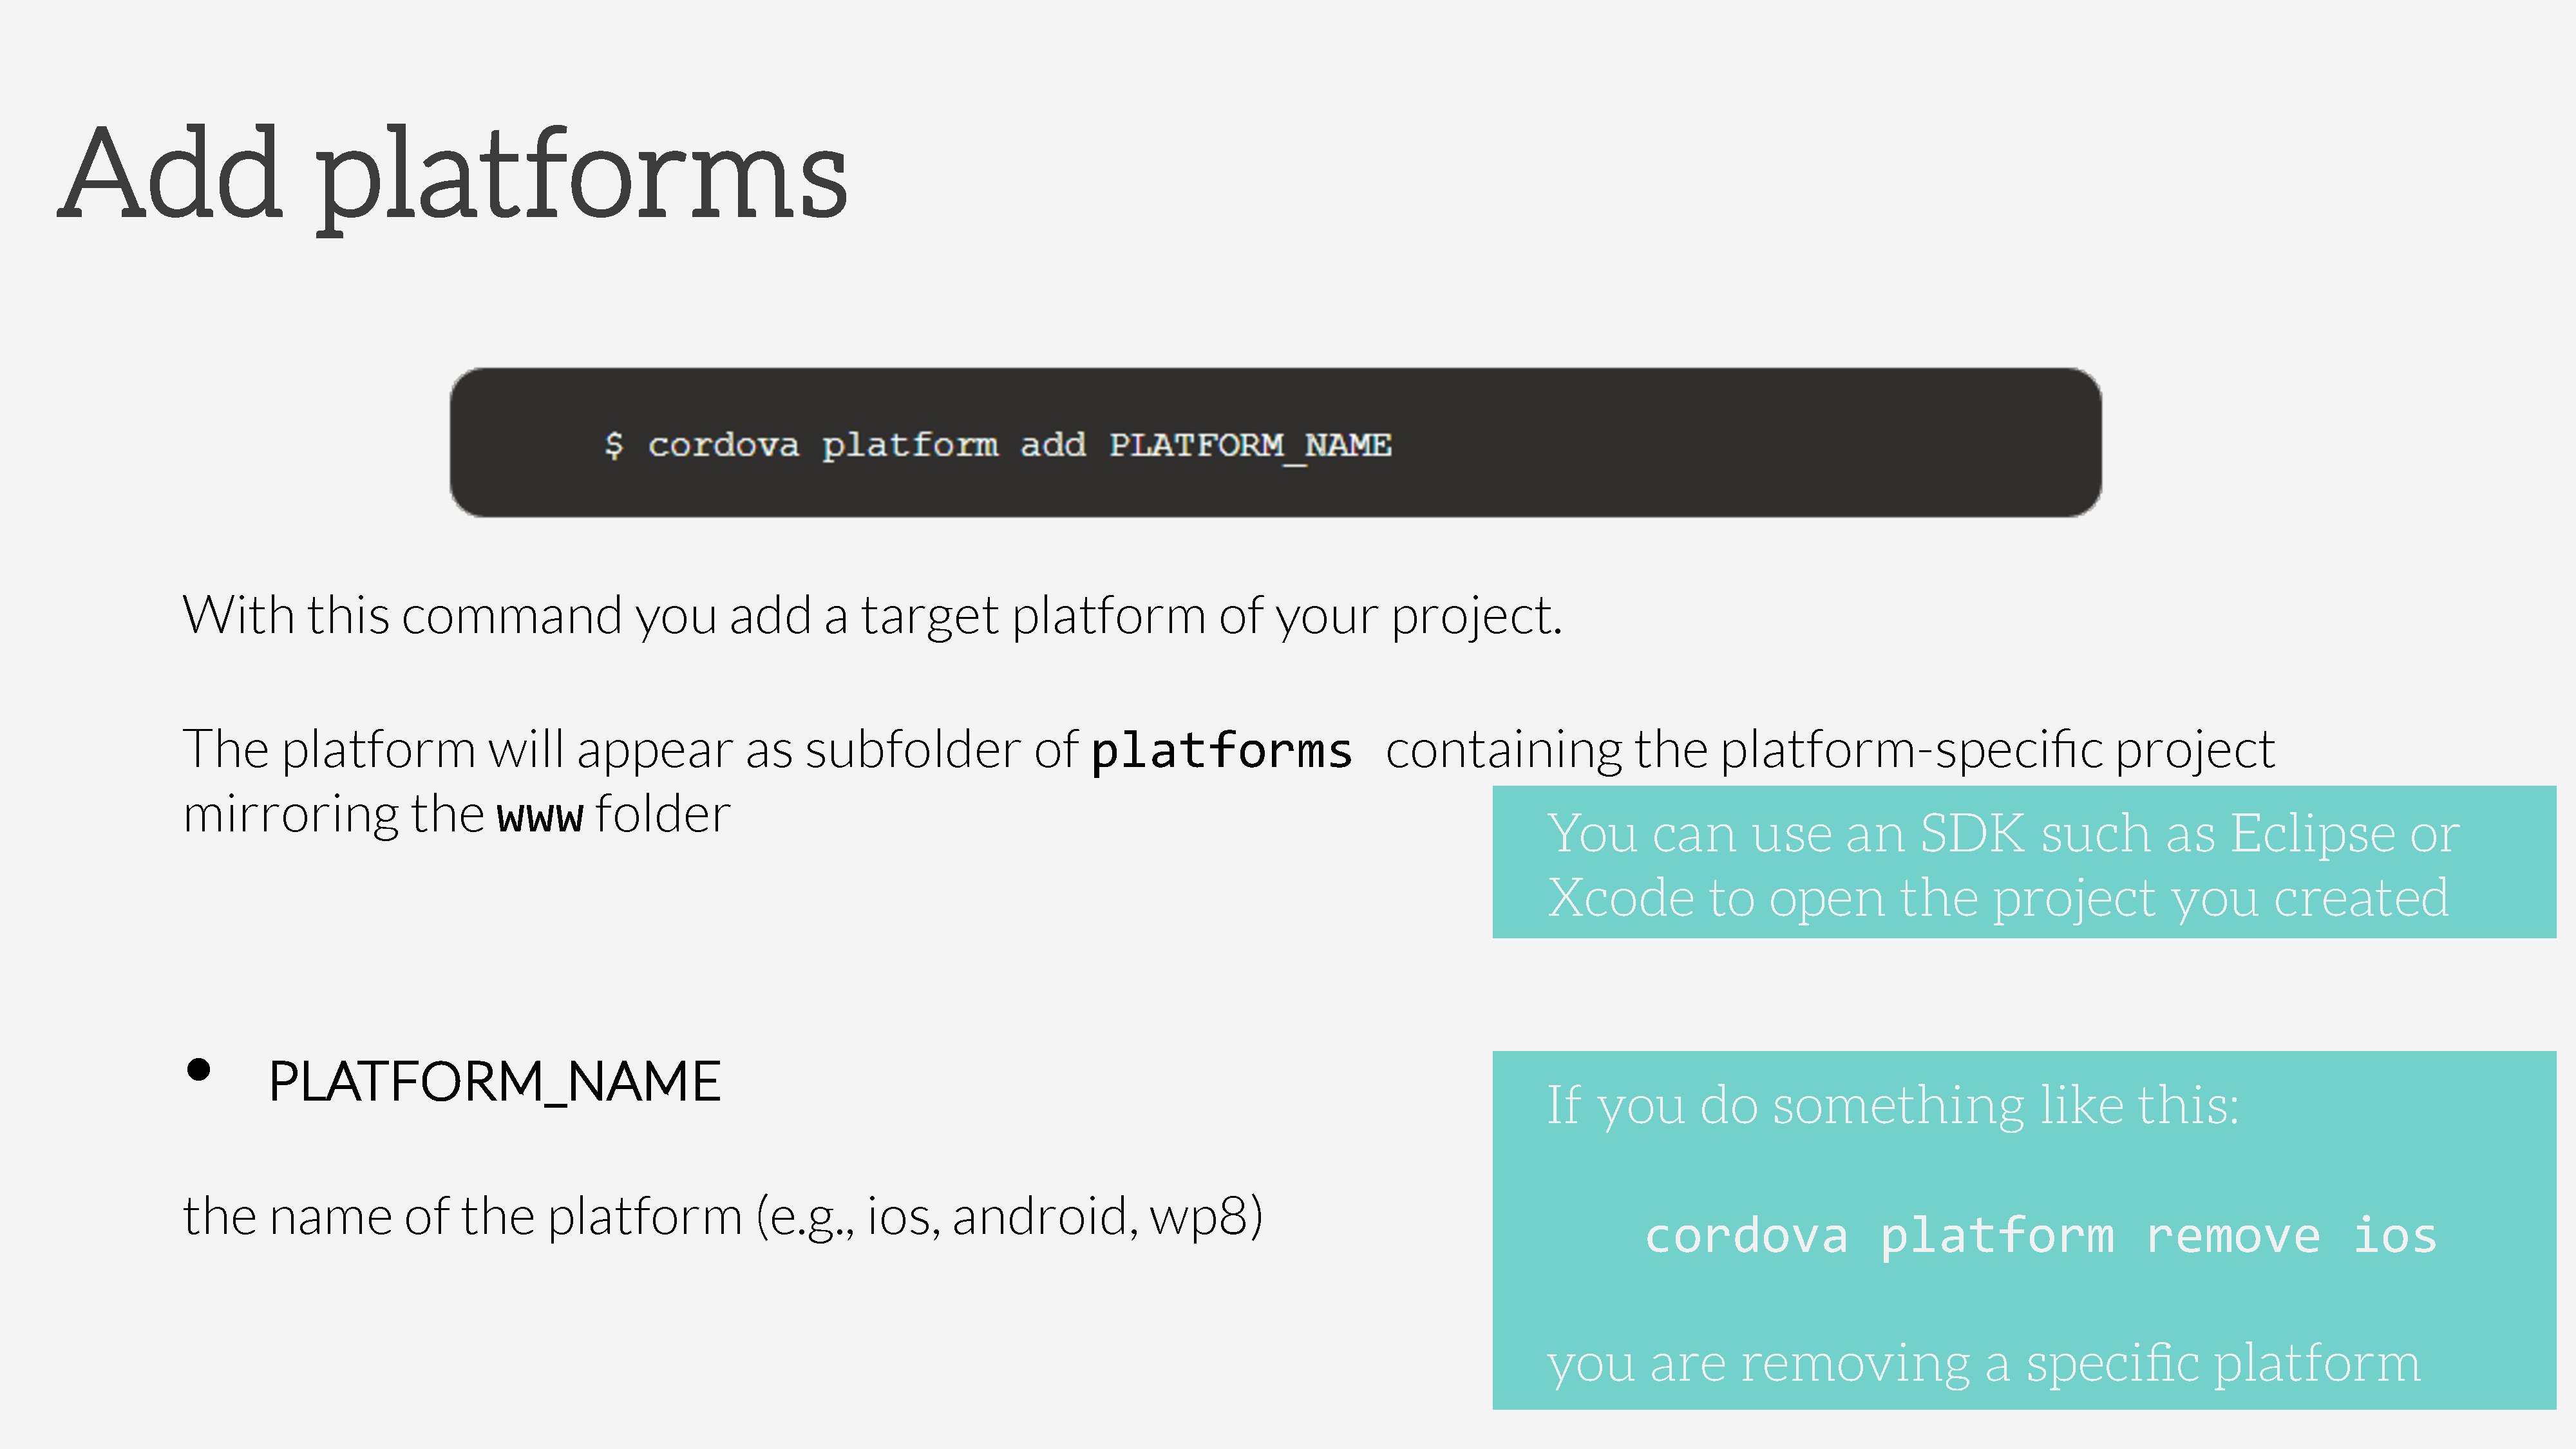 Add platforms
$ cordova platform add PLATFORM_NAME
With this command you add a target platform of your project.
The platform will appear as subfolder of platforms containing the platform-specific project
mirroring the www folder
You can use an SDK such as Eclipse or
Xcode to open the project you created
• PLATFORM_NAME
the name of the platform (e.g., ios, android, wp8)
If you do something like this:
cordova platform remove ios
you are removing a specific platform